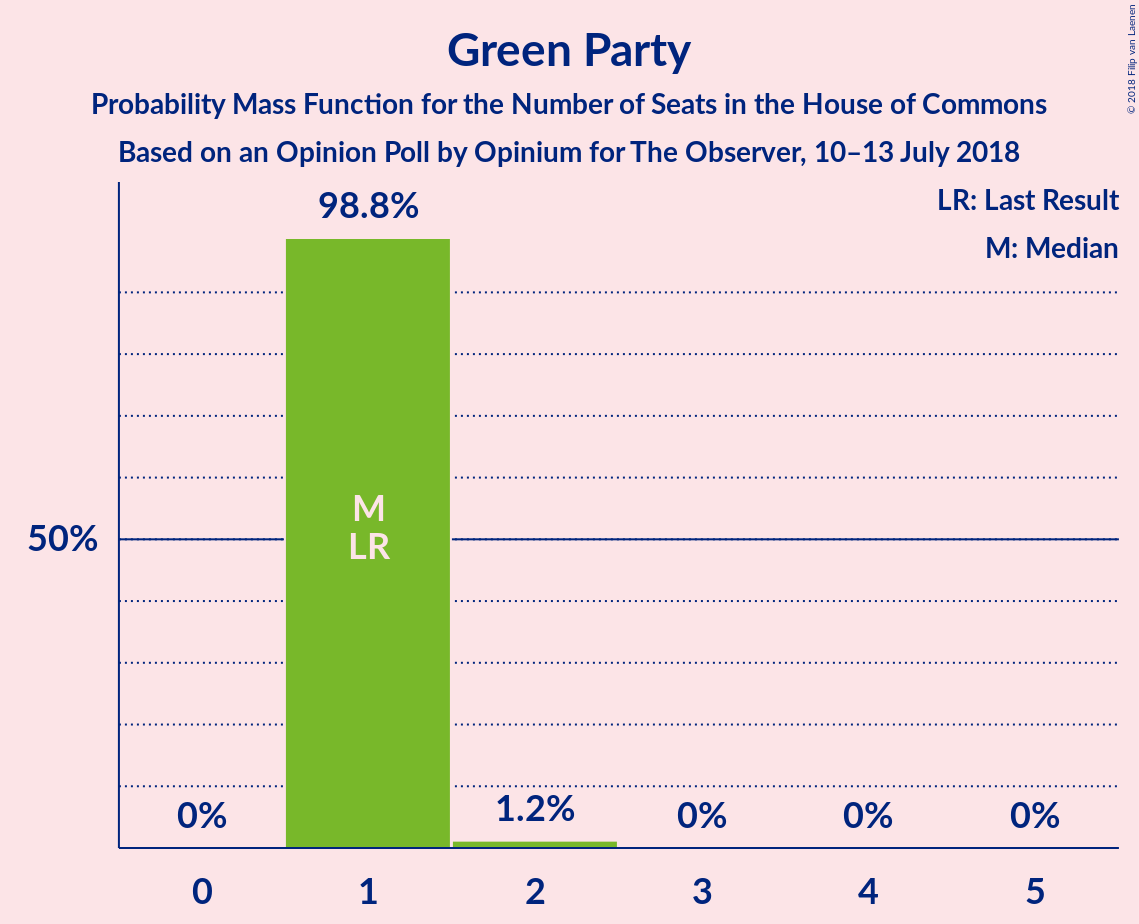 Green Party
Probability Mass Function for the Number of Seats in the House of Commons
Based on an Opinion Poll by Opinium for The Observer, 10–13 July 2018
© 2018 Filip van Laenen
LR: Last Result
M: Median
98.8%
M
LR
50%
0%
1.2%
0%
0%
0%
0
1
2
3
4
5